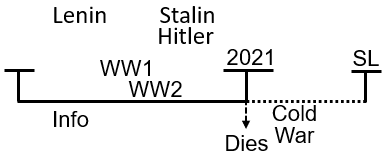 Lenin Stalin
Hitler
WW1 2021 SL
WW2
Info Cold
War
Dies